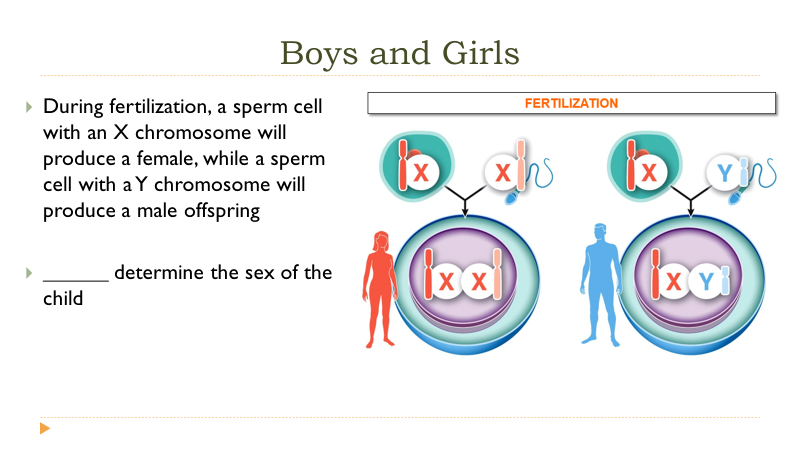 Boys and Girls
During fertilization, a sperm cell
with an X chromosome will
produce a female, while a sperm
cell with a Y chromosome will
produce a male offspring
______ determine the sex of the
child
FERTILIZATION
X X X Y
X X X Y